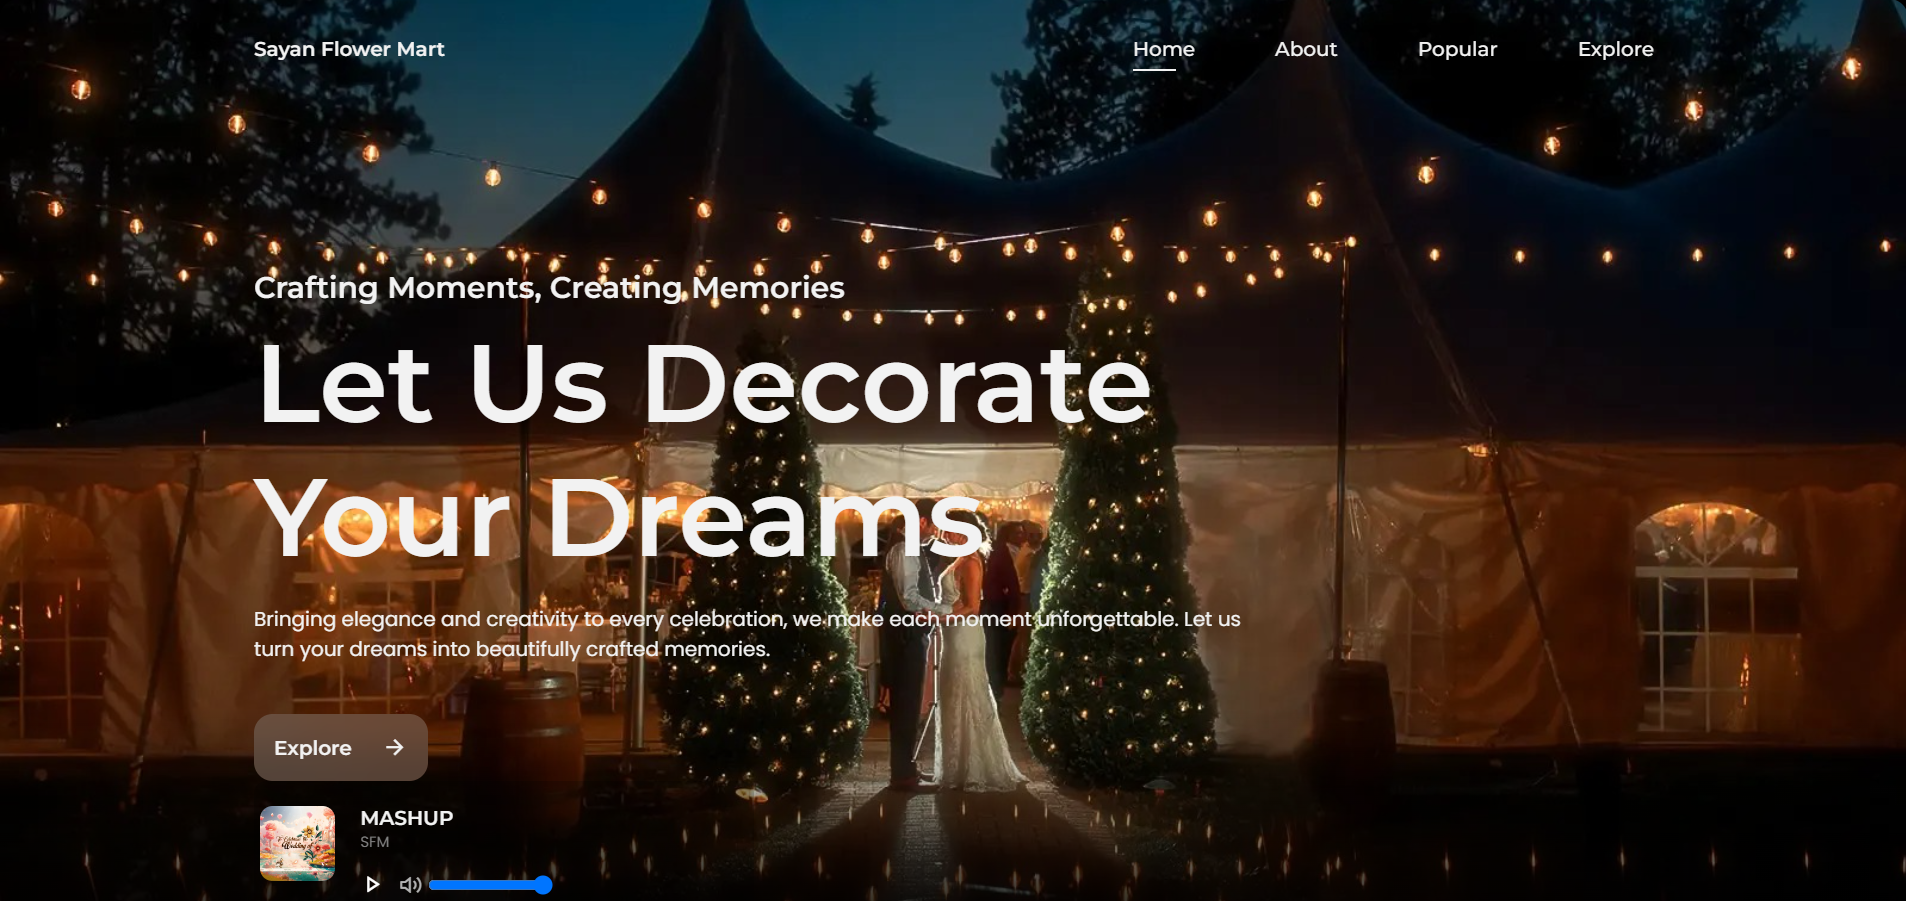 Sayan Flower Mart
Home
About
Popular
Explore
Crafting Moments, Creating Memories
Let Us Decorate
Your Dreams
Bringing elegance and creativity to every celebration, we make each moment unforgettable. Let us
turn your dreams into beautifully crafted memories.
Explore
MASHUP
SFM
Wedding of